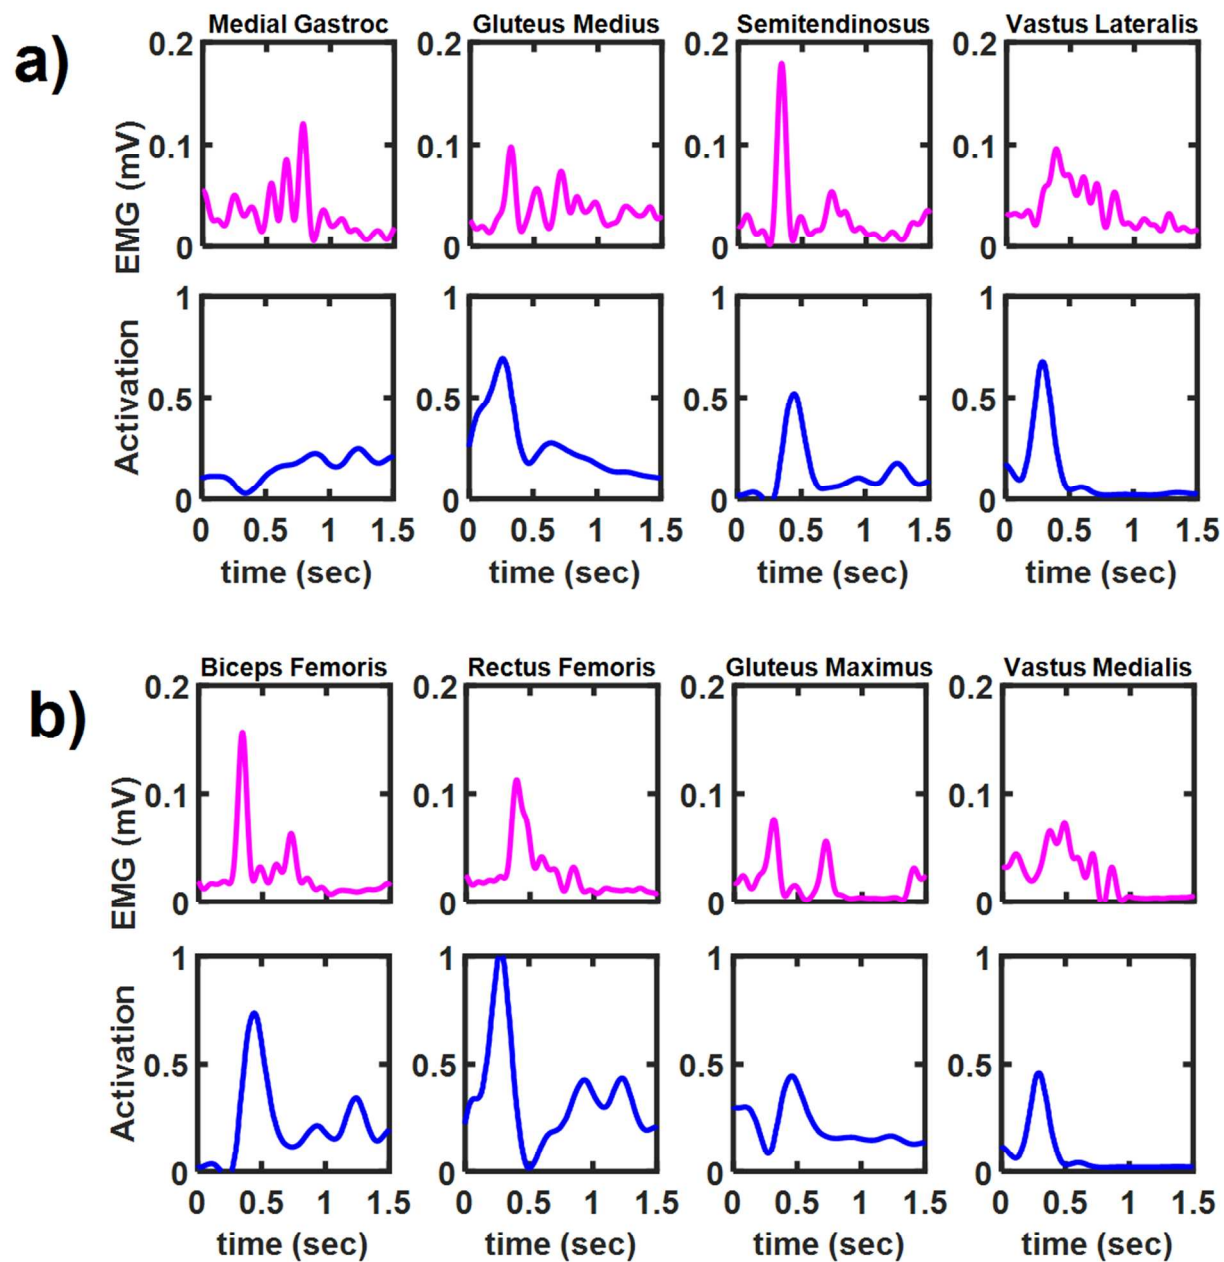 a)
Medial Gastroc Gluteus Medius Semitendinosus Vastus Lateralis
0.2 0.2 0.2 0.2
EMG (mV)
0.1 0.1 0.1 0.1
0 0 0 0
1 1 1 1
Activation
0.5 0.5 0.5 0.5
0 0 0 0
0 0.5 1 1.5 0 0.5 1 1.5 0 0.5 1 1.5 0 0.5 1 1.5
time (sec) time (sec) time (sec) time (sec)
b)
Biceps Femoris Rectus Femoris Gluteus Maximus Vastus Medialis
0.2 0.2 0.2 0.2
EMG (mV)
0.1 0.1 0.1 0.1
0 0 0 0
1 1 1 1
Activation
0.5 0.5 0.5 0.5
0 0 0 0
0 0.5 1 1.5 0 0.5 1 1.5 0 0.5 1 1.5 0 0.5 1 1.5
time (sec) time (sec) time (sec) time (sec)